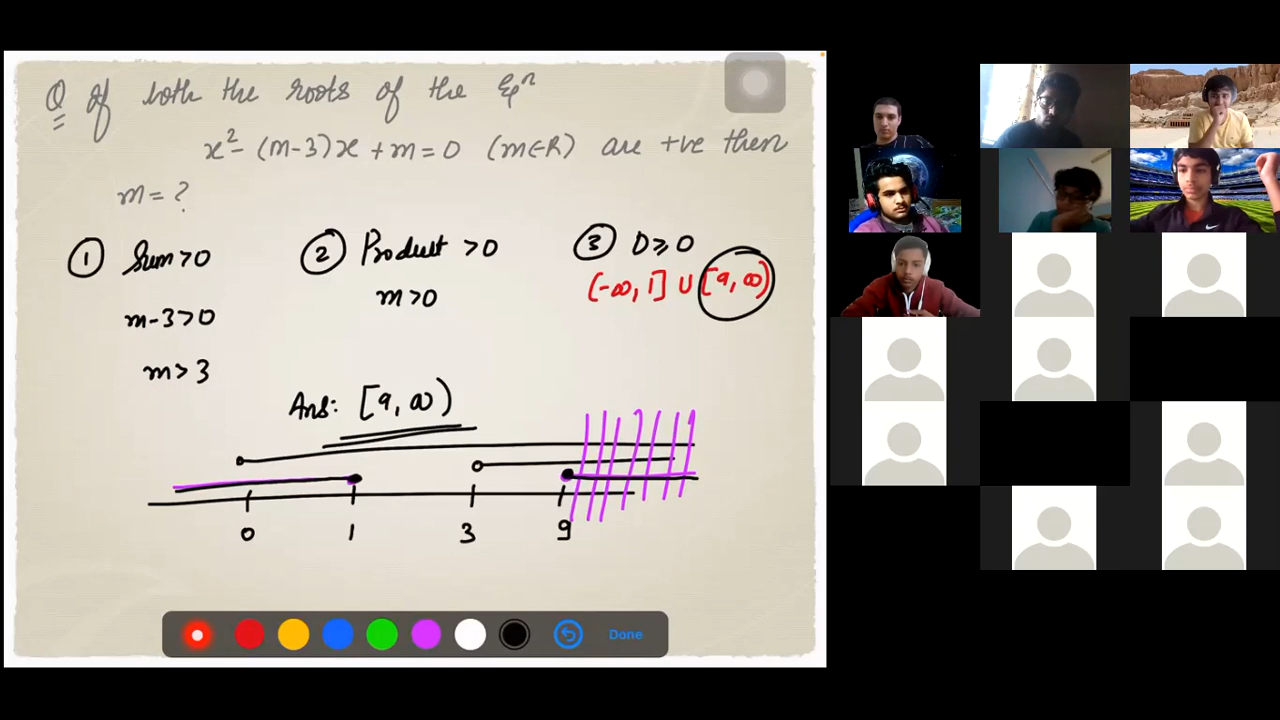 Q If both the roots of the Eqⁿ
x² - (m-3)x + m = 0 (m∈R) are +ve then
m = ?
① Sum > 0
m-3 > 0
m > 3
② Product > 0
m > 0
③ D ≥ 0
(-∞, 1] ∪ [9, ∞)
Ans: [9, ∞)
0 1 3 9
Done